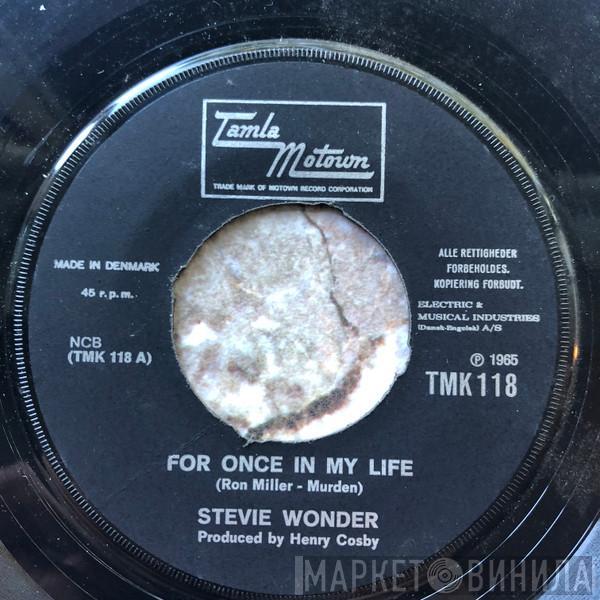 Tamla
Motown
TRADE MARK OF MOTOWN RECORD CORPORATION
MADE IN DENMARK
45 r.p.m.
NCB
(TMK 118 A)
ALLE RETTIGHEDER
FORBEHOLDES.
KOPIERING FORBUDT.
ELECTRIC &
MUSICAL INDUSTRIES
(Dansk-Engelsk) A/S
℗ 1965
TMK 118
FOR ONCE IN MY LIFE
(Ron Miller - Murden)
STEVIE WONDER
Produced by Henry Cosby
МАРКЕТ ВИНИЛА